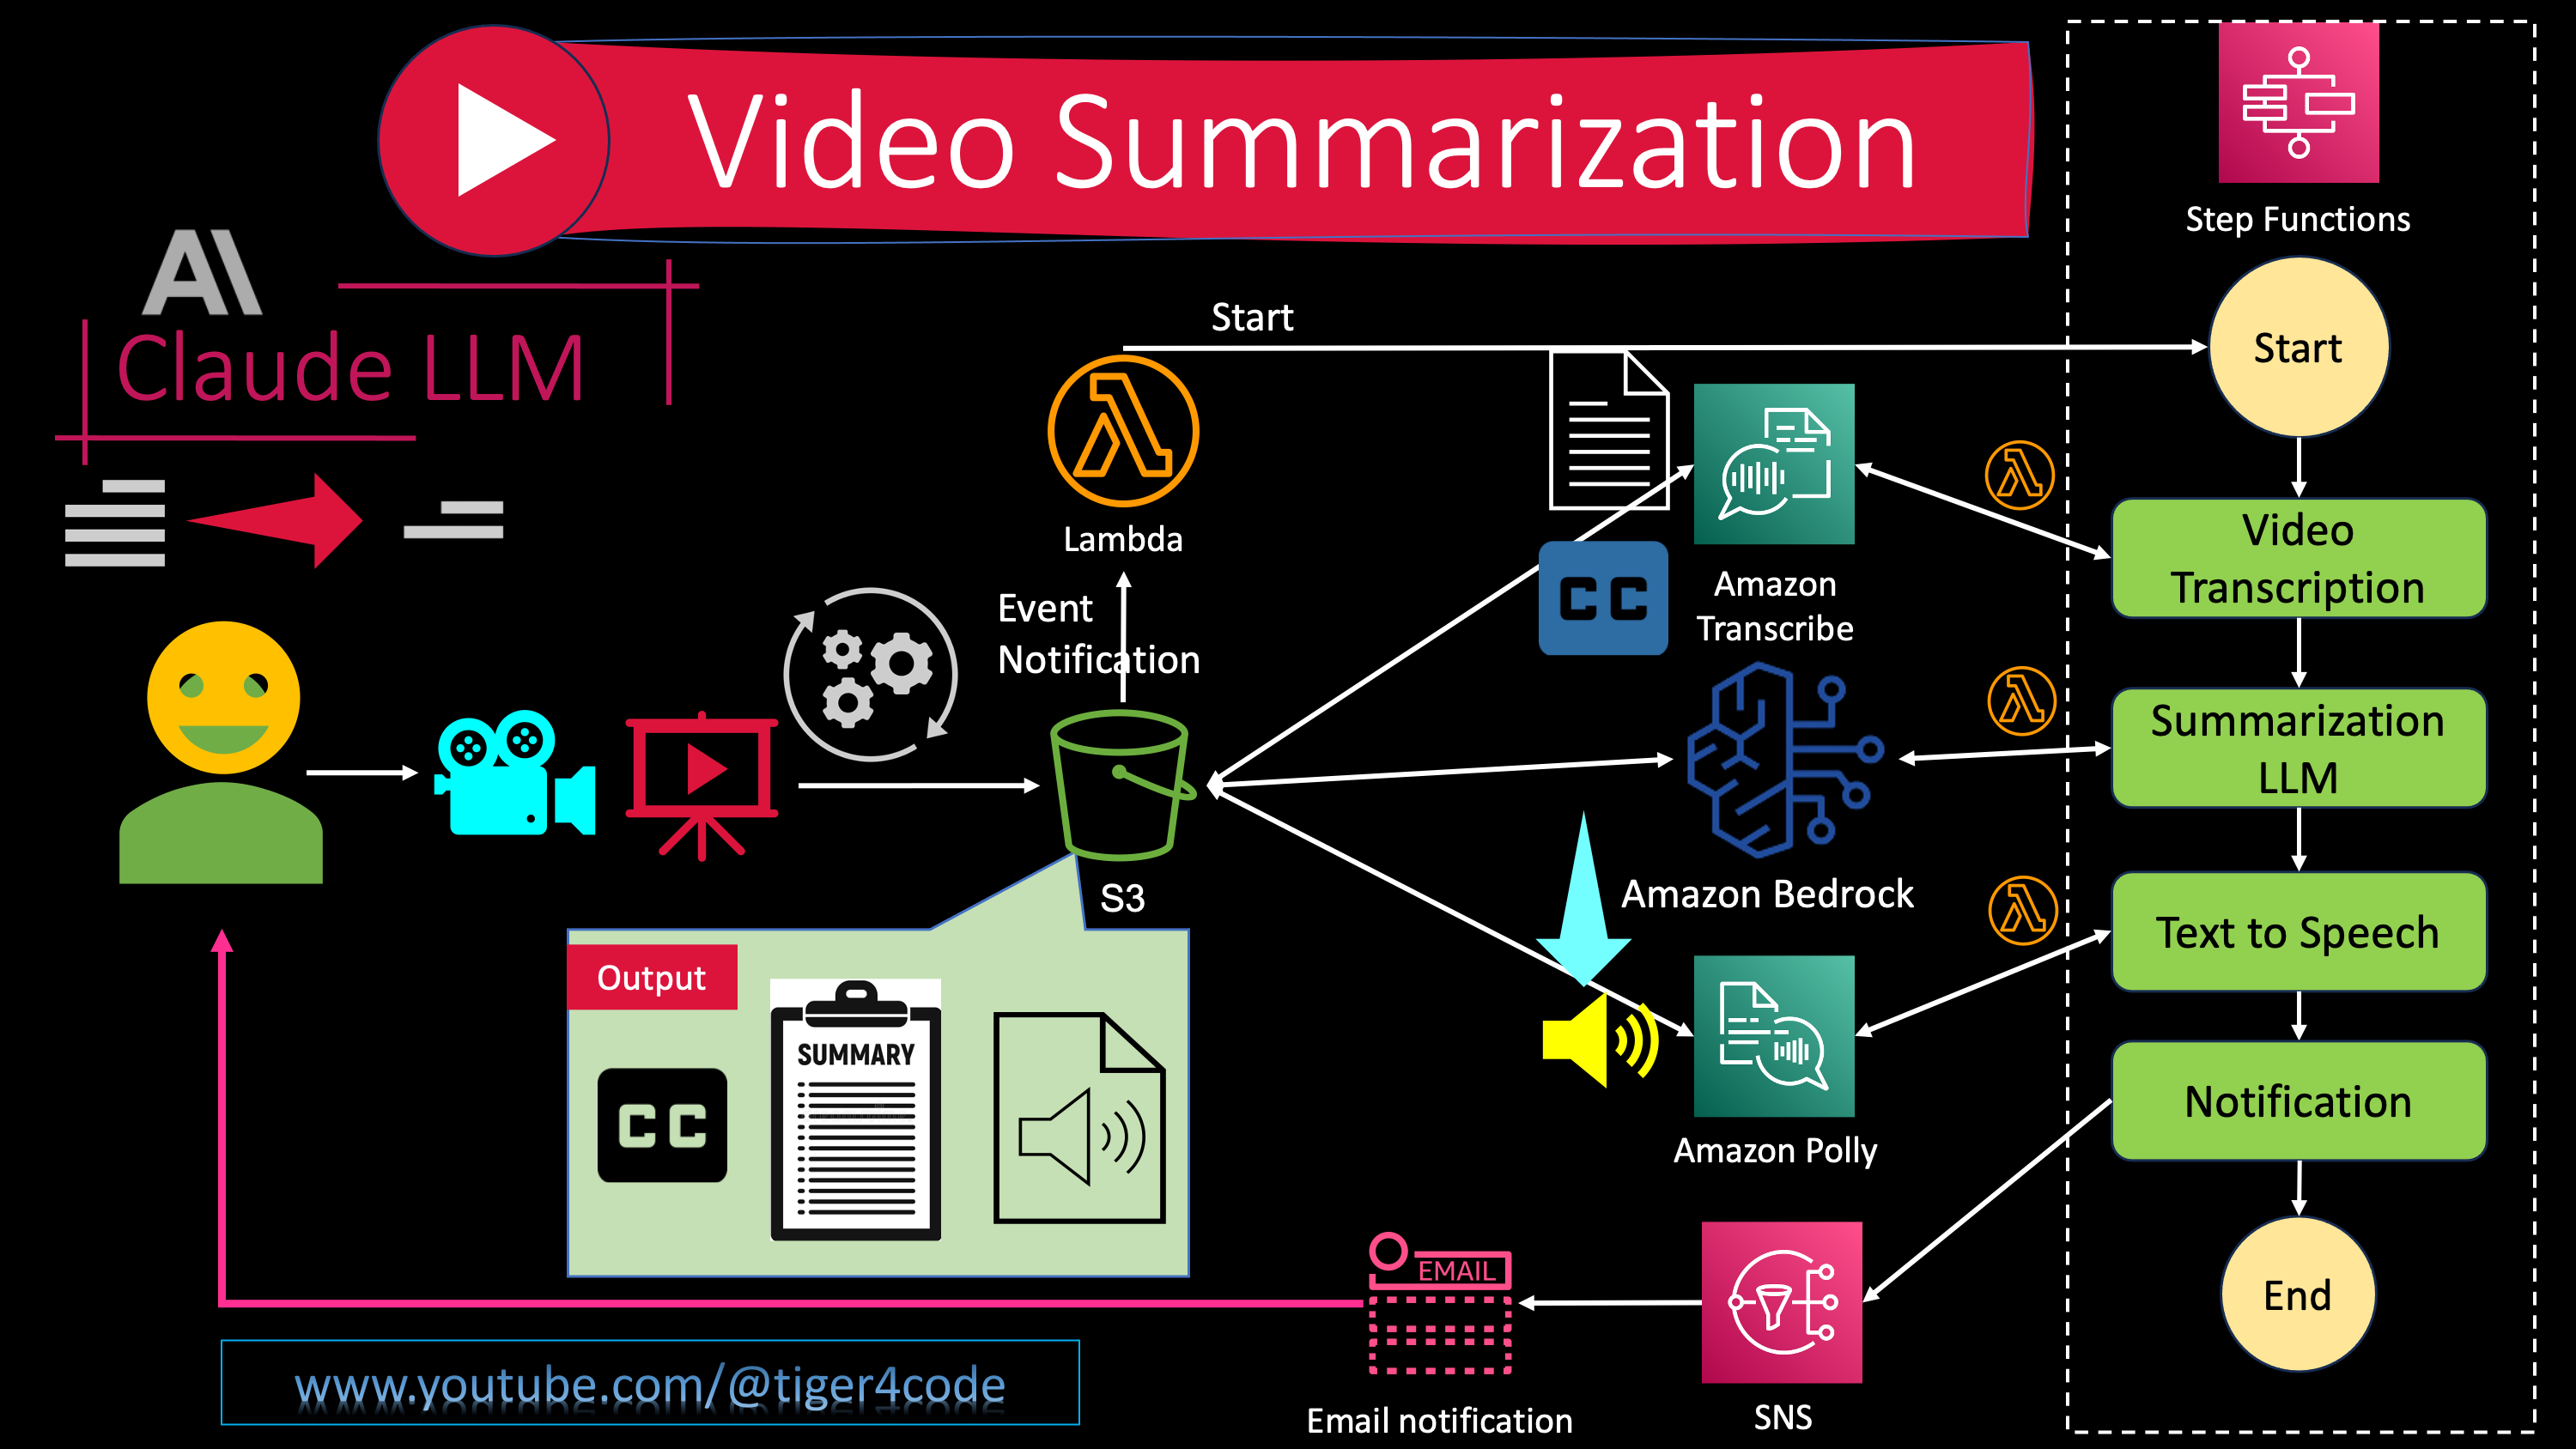 Video Summarization
Step Functions
A\
Claude LLM
Start
Start
Lambda
Event
Notification
Amazon
Transcribe
CC
Video
Transcription
Summarization
LLM
Amazon Bedrock
S3
Text to Speech
Output
SUMMARY
CC
Amazon Polly
Notification
EMAIL
Email notification
SNS
End
www.youtube.com/@tiger4code